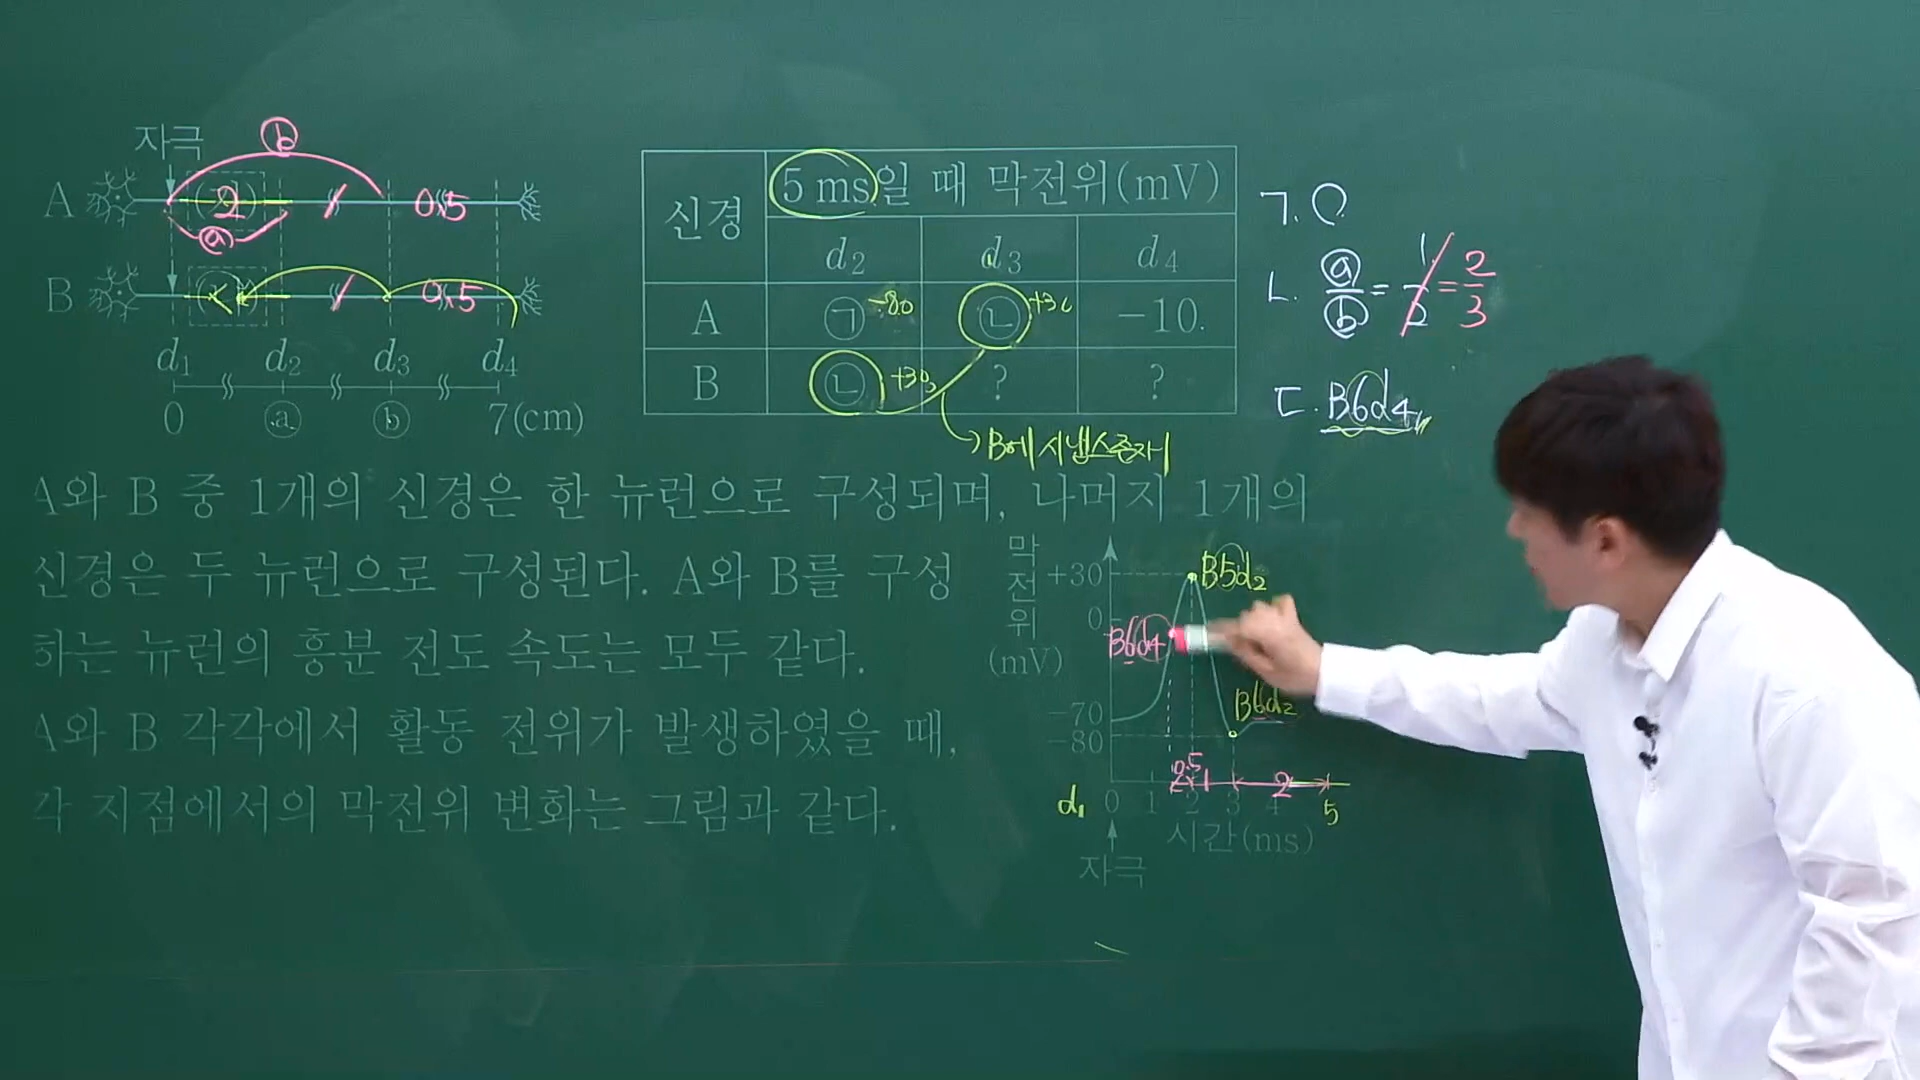 자극
ⓑ
A 2 1 0.5
ⓐ
B 1 0.5
d₁ d₂ d₃ d₄
0 ⓐ ⓑ 7(cm)
신경 5 ms일 때 막전위(mV)
d₂ d₃ d₄
A ㉠ -80 ㉡ +30 -10
B ㉡ +30 ? ?
B에 시냅스존재
ㄱ. ○
ㄴ. ⓐ/ⓑ = 1/2 = 2/3
ㄷ. B6d₄
A와 B 중 1개의 신경은 한 뉴런으로 구성되며, 나머지 1개의
신경은 두 뉴런으로 구성된다. A와 B를 구성
하는 뉴런의 흥분 전도 속도는 모두 같다.
A와 B 각각에서 활동 전위가 발생하였을 때,
각 지점에서의 막전위 변화는 그림과 같다.
막전위(mV)
+30
0
-70
-80
B5d₂
B6d₄
B6d₂
0.5 1 2
d₁ 0 1 2 3 4 5
시간(ms)
자극